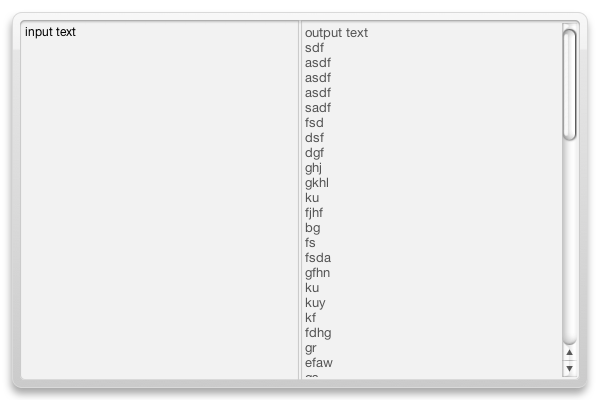 input text
output text
sdf
asdf
asdf
asdf
sadf
fsd
dsf
dgf
ghj
gkhl
ku
fjhf
bg
fs
fsda
gfhn
ku
kuy
kf
fdhg
gr
efaw